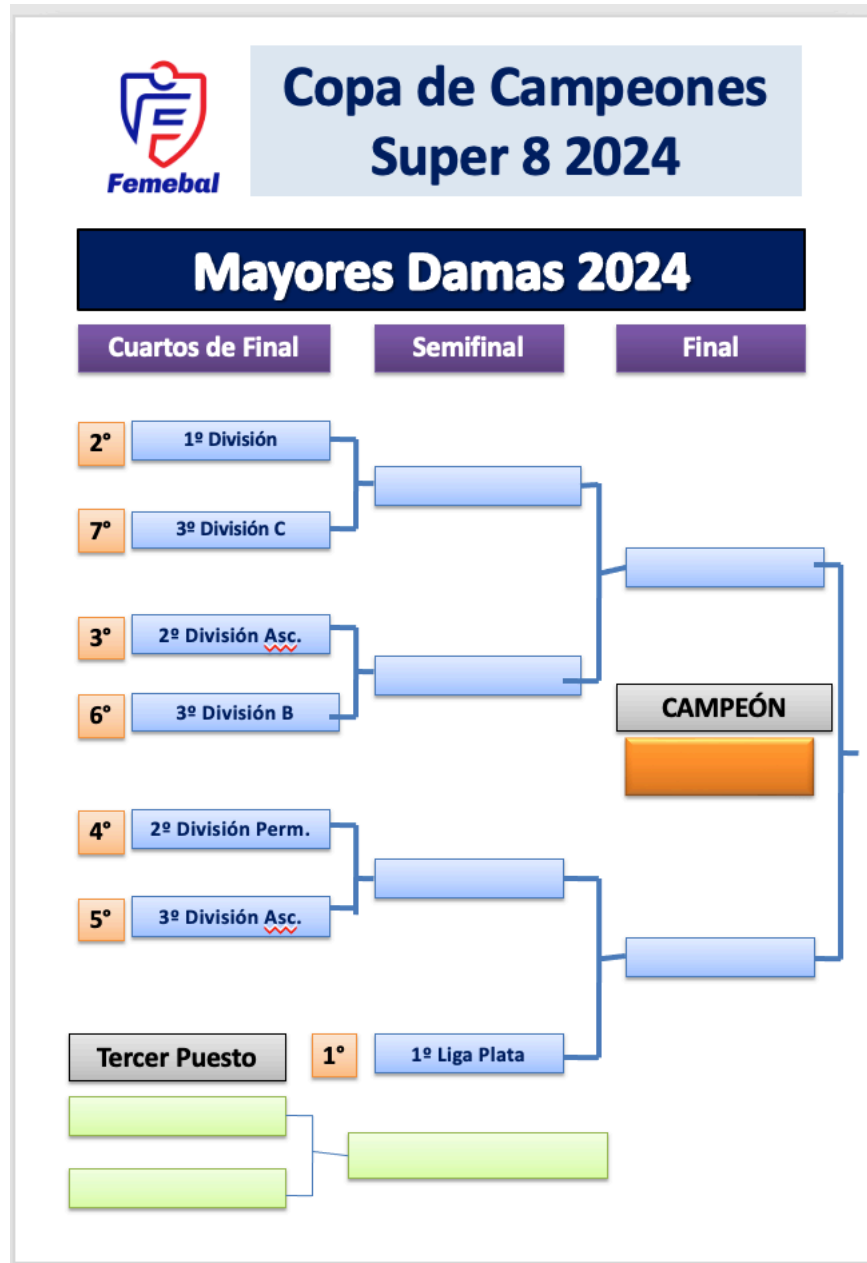 Femebal
Copa de Campeones
Super 8 2024
Mayores Damas 2024
Cuartos de Final
Semifinal
Final
2° 1º División
7° 3º División C
3° 2º División Asc.
6° 3º División B
CAMPEÓN
4° 2º División Perm.
5° 3º División Asc.
Tercer Puesto
1° 1º Liga Plata